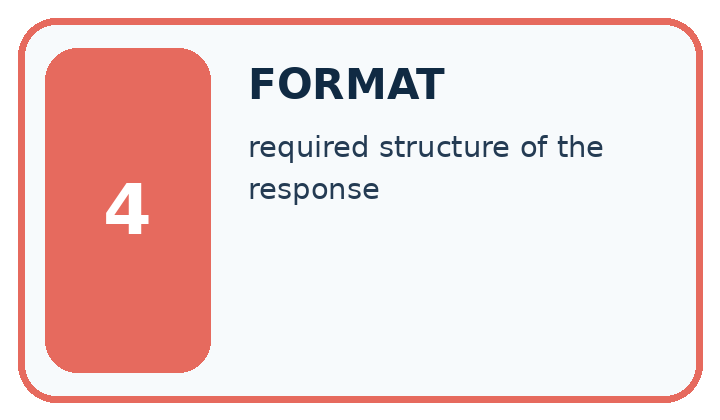 4
FORMAT
required structure of the
response